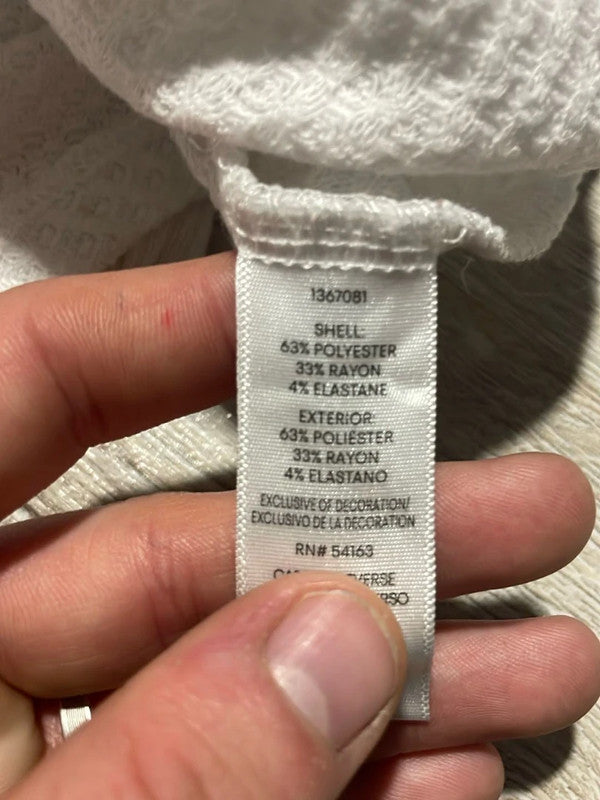 1367081
SHELL:
63% POLYESTER
33% RAYON
4% ELASTANE
EXTERIOR
63% POLIESTER
33% RAYON
4% ELASTANO
EXCLUSIVE OF DECORATION/
EXCLUSIVO DE LA DECORATION
RN# 54163